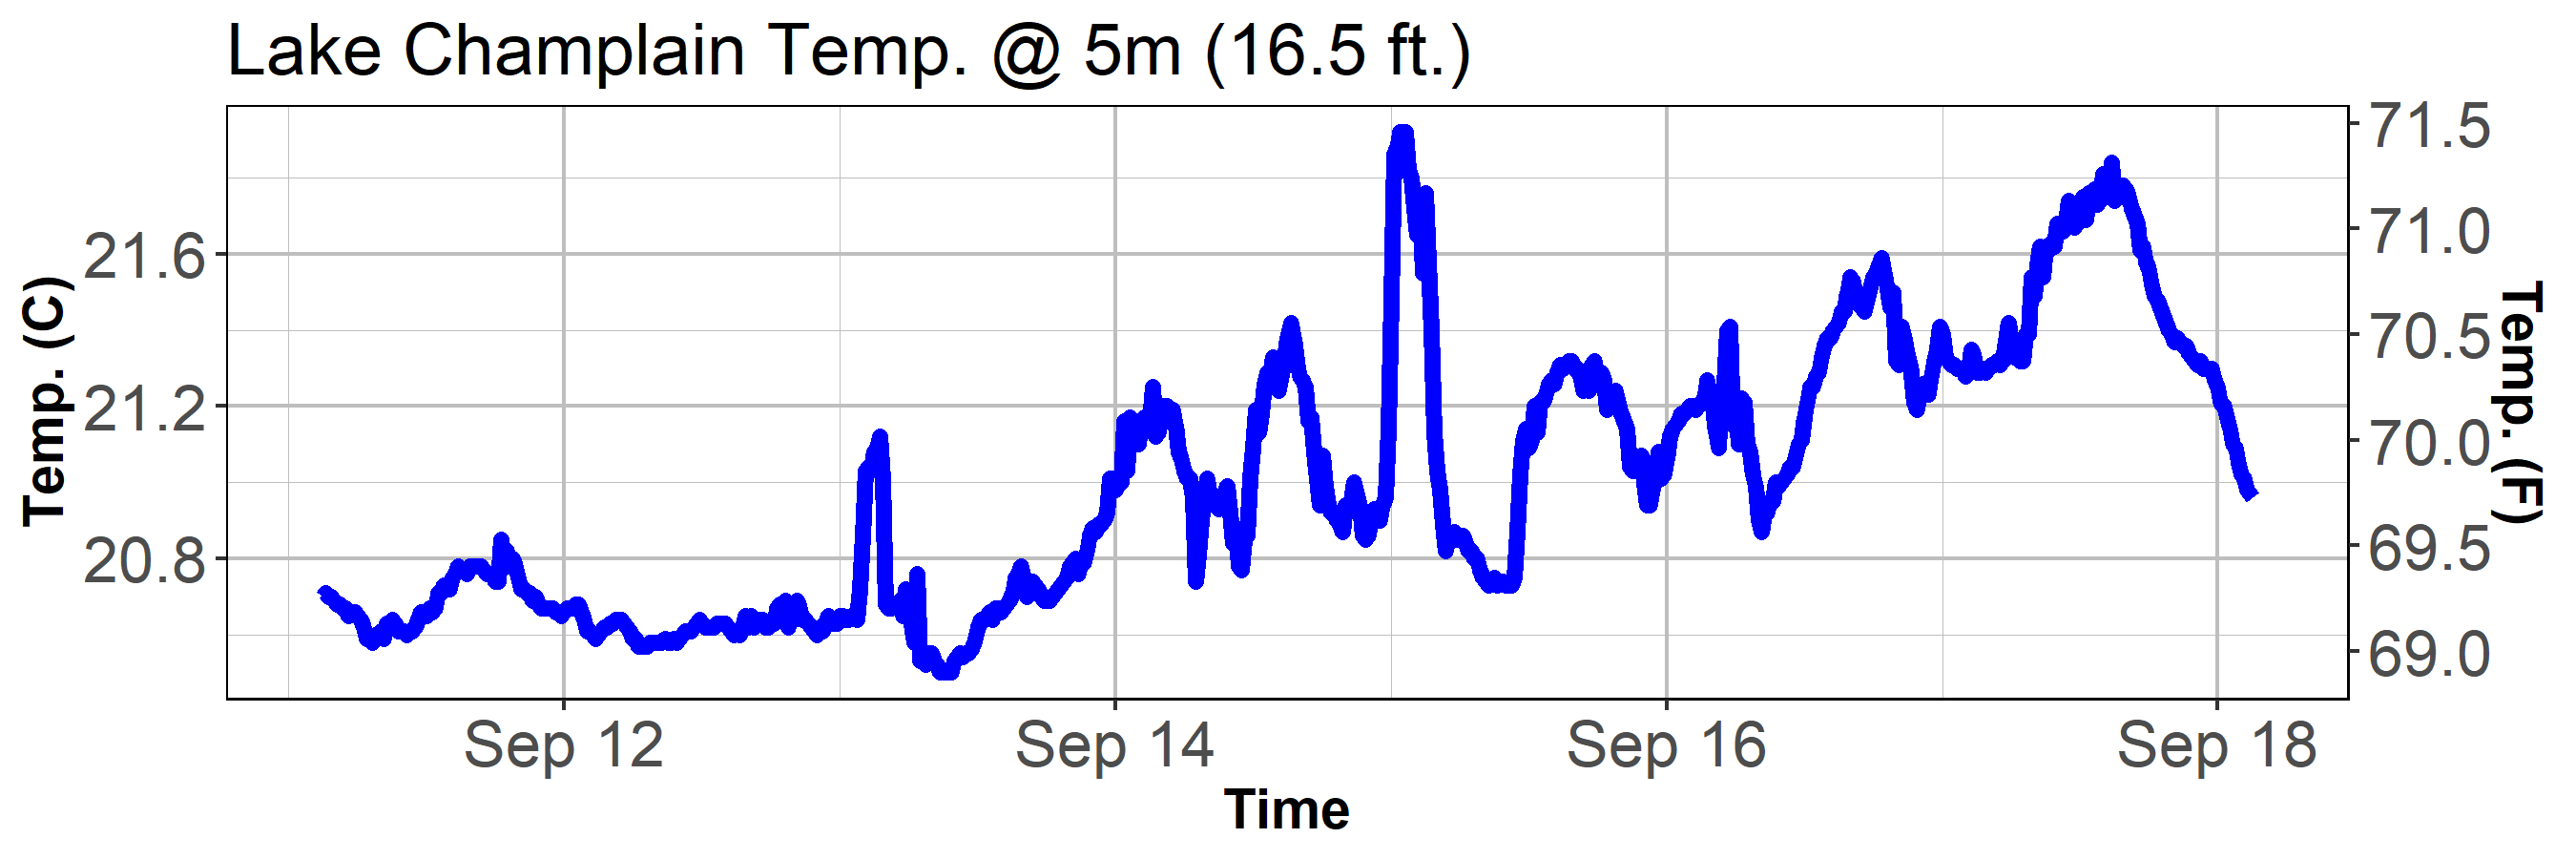 Lake Champlain Temp. @ 5m (16.5 ft.)
Temp. (C)
21.6
21.2
20.8
71.5
71.0
70.5
70.0
69.5
69.0
Temp. (F)
Sep 12
Sep 14
Sep 16
Sep 18
Time